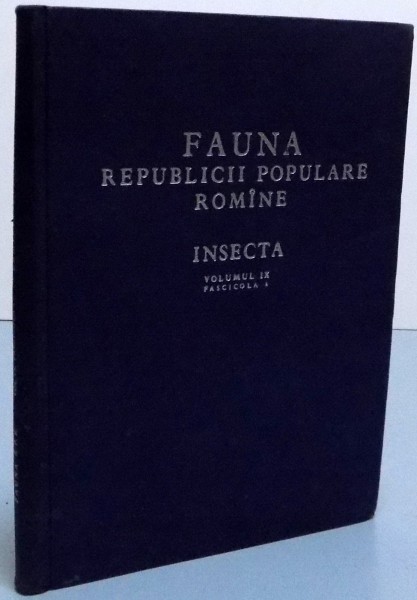 FAUNA
REPUBLICII POPULARE
ROMÎNE
INSECTA
VOLUMUL IX
FASCICOLA